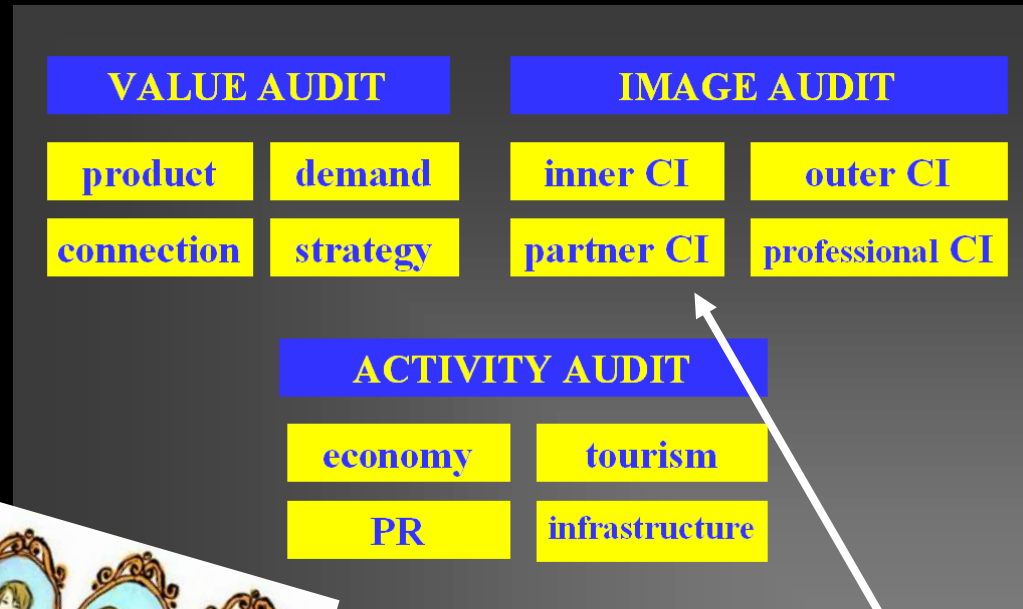 VALUE AUDIT
product
demand
connection
strategy
IMAGE AUDIT
inner CI
outer CI
partner CI
professional CI
ACTIVITY AUDIT
economy
tourism
PR
infrastructure